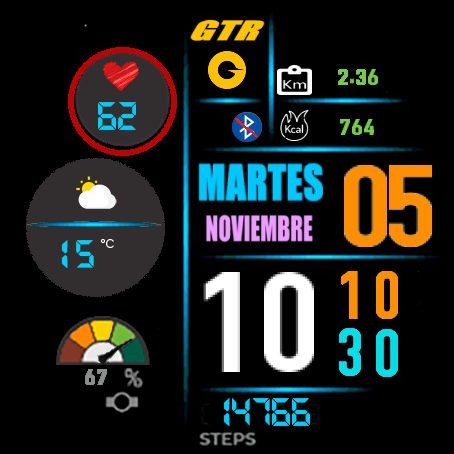 GTR
G
Km 2.36
62
Kcal 764
MARTES 05
NOVIEMBRE
15 °C
10 10
30
67 %
14766
STEPS